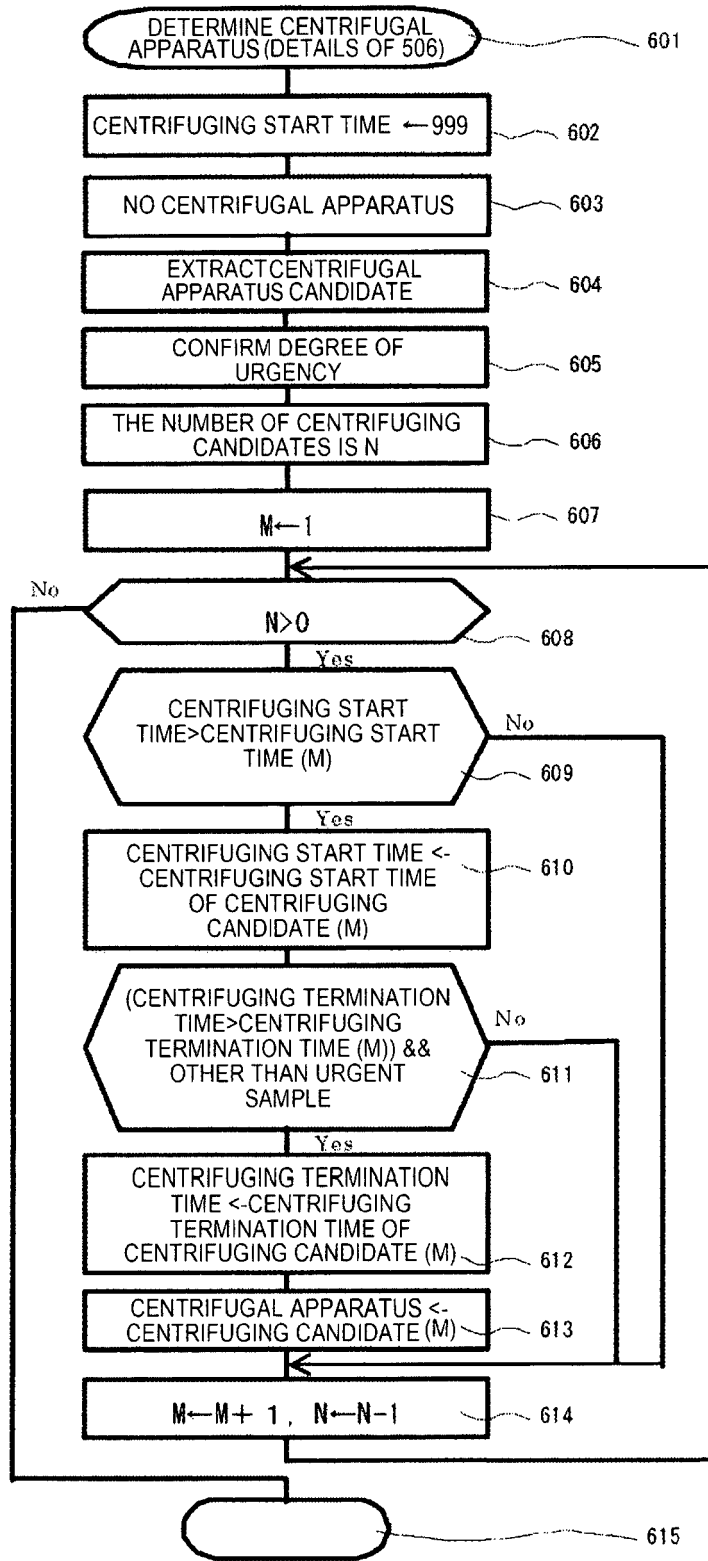 DETERMINE CENTRIFUGAL
APPARATUS (DETAILS OF 506)
601
CENTRIFUGING START TIME ←999
602
NO CENTRIFUGAL APPARATUS
603
EXTRACT CENTRIFUGAL
APPARATUS CANDIDATE
604
CONFIRM DEGREE OF
URGENCY
605
THE NUMBER OF CENTRIFUGING
CANDIDATES IS N
606
M←1
607
No
N>0
608
Yes
CENTRIFUGING START
TIME>CENTRIFUGING START
TIME (M)
No
609
Yes
CENTRIFUGING START TIME <-
CENTRIFUGING START TIME
OF CENTRIFUGING
CANDIDATE (M)
610
(CENTRIFUGING TERMINATION
TIME>CENTRIFUGING
TERMINATION TIME (M)) &&
OTHER THAN URGENT
SAMPLE
No
611
Yes
CENTRIFUGING TERMINATION
TIME <-CENTRIFUGING
TERMINATION TIME OF
CENTRIFUGING CANDIDATE (M)
612
CENTRIFUGAL APPARATUS <-
CENTRIFUGING CANDIDATE (M)
613
M←M+ 1, N←N-1
614
615